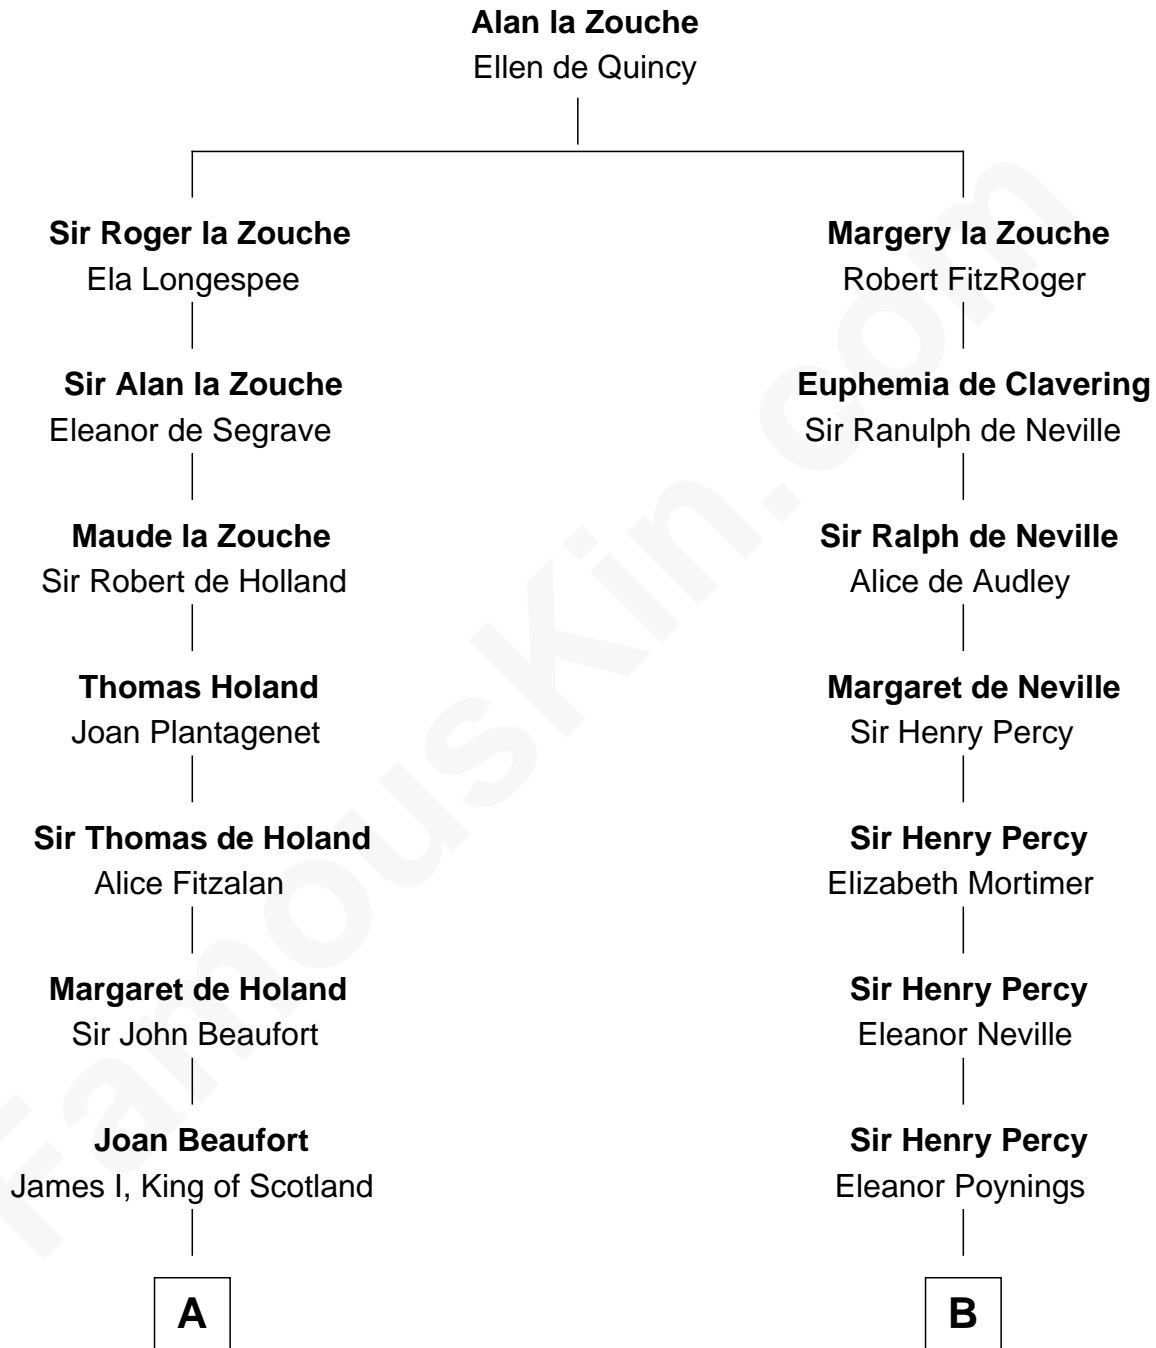 Alan la Zouche
Ellen de Quincy
Sir Roger la Zouche
Ela Longespee
Margery la Zouche
Robert FitzRoger
Sir Alan la Zouche
Eleanor de Segrave
Euphemia de Clavering
Sir Ranulph de Neville
Maude la Zouche
Sir Robert de Holland
Sir Ralph de Neville
Alice de Audley
Thomas Holand
Joan Plantagenet
Margaret de Neville
Sir Henry Percy
Sir Thomas de Holand
Alice Fitzalan
Sir Henry Percy
Elizabeth Mortimer
Margaret de Holand
Sir John Beaufort
Sir Henry Percy
Eleanor Neville
Joan Beaufort
James I, King of Scotland
Sir Henry Percy
Eleanor Poynings
A
B
FamousKin.com